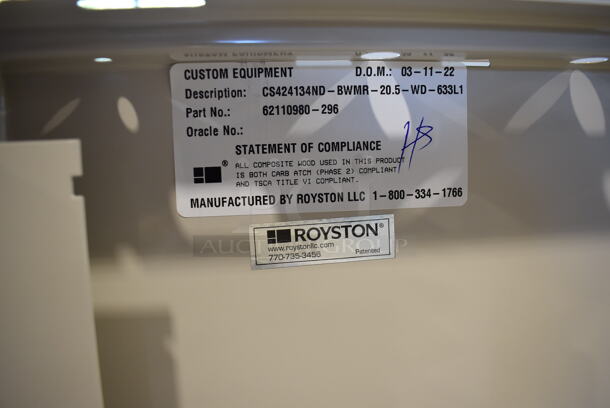 CUSTOM EQUIPMENT D.O.M.: 03-11-22
Description: CS424134ND-BWMR-20.5-WD-633L1
Part No.: 62110980-296
Oracle No.:
STATEMENT OF COMPLIANCE
® ALL COMPOSITE WOOD USED IN THIS PRODUCT
IS BOTH CARB ATCM (PHASE 2) COMPLIANT
AND TSCA TITLE VI COMPLIANT.
MANUFACTURED BY ROYSTON LLC 1-800-334-1766
ROYSTON®
www.roystonllc.com
770-735-3456 Patented